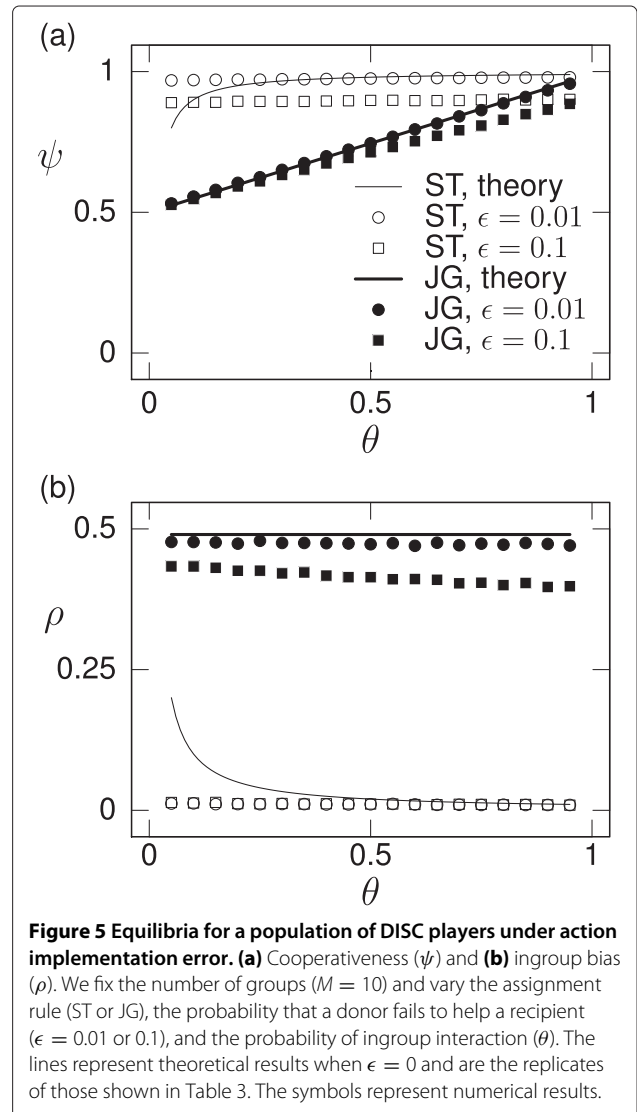 (a)
1
ψ
0.5
0
ST, theory
ST, ϵ = 0.01
ST, ϵ = 0.1
JG, theory
JG, ϵ = 0.01
JG, ϵ = 0.1
0 0.5 1
θ
(b)
0.5
ρ
0.25
0
0 0.5 1
θ
Figure 5 Equilibria for a population of DISC players under action
implementation error. (a) Cooperativeness (ψ) and (b) ingroup bias
(ρ). We fix the number of groups (M = 10) and vary the assignment
rule (ST or JG), the probability that a donor fails to help a recipient
(ϵ = 0.01 or 0.1), and the probability of ingroup interaction (θ). The
lines represent theoretical results when ϵ = 0 and are the replicates
of those shown in Table 3. The symbols represent numerical results.